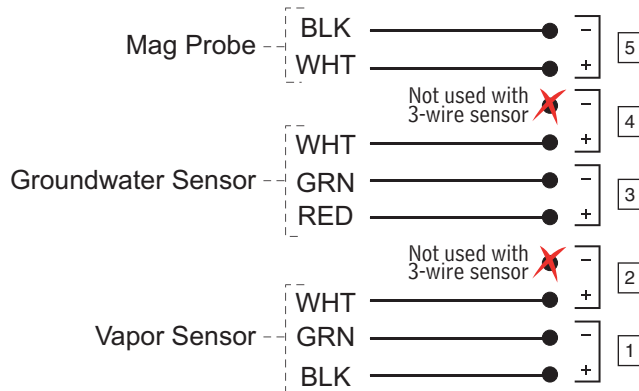 BLK
Mag Probe
WHT
-
+
5
Not used with
3-wire sensor
WHT
-
+
4
Groundwater Sensor
GRN
RED
-
+
3
Not used with
3-wire sensor
WHT
-
+
2
Vapor Sensor
GRN
BLK
-
+
1